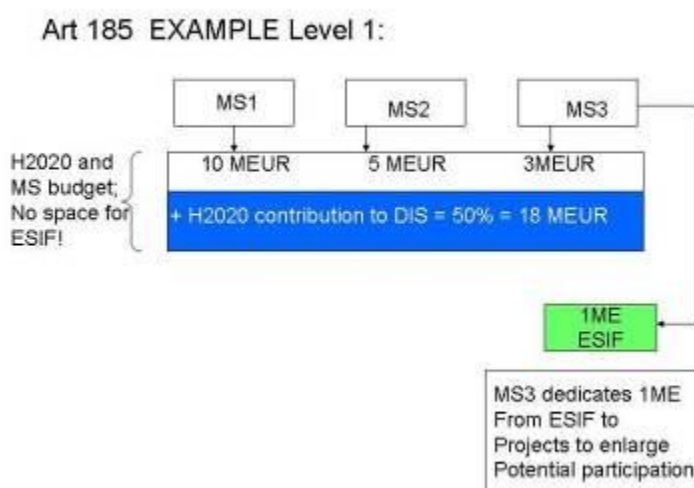 Art 185 EXAMPLE Level 1:
MS1 MS2 MS3
H2020 and
MS budget;
No space for
ESIF!
10 MEUR 5 MEUR 3MEUR
+ H2020 contribution to DIS = 50% = 18 MEUR
1ME
ESIF
MS3 dedicates 1ME
From ESIF to
Projects to enlarge
Potential participation